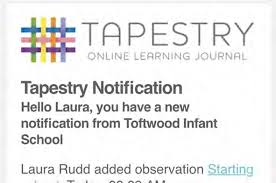 TAPESTRY
ONLINE LEARNING JOURNAL
Tapestry Notification
Hello Laura, you have a new
notification from Toftwood Infant
School
Laura Rudd added observation Starting